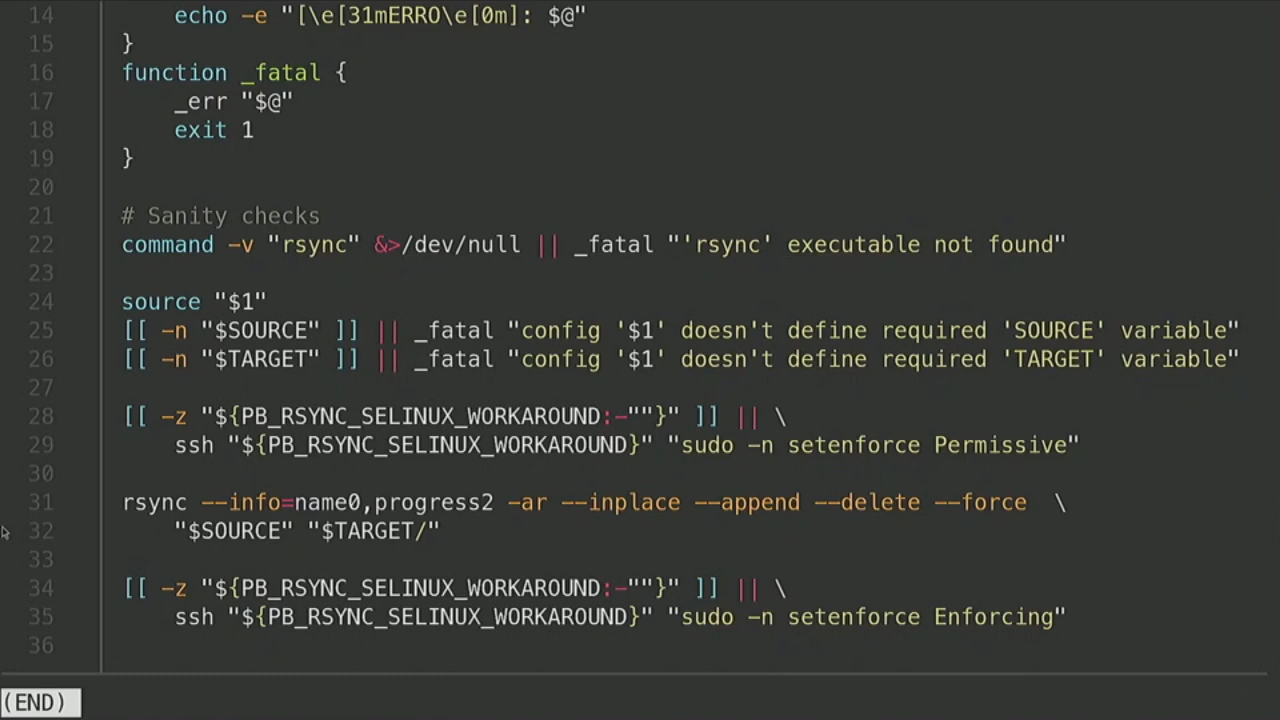 14 echo -e "[\e[31mERRO\e[0m]: $@"
15 }
16 function _fatal {
17 _err "$@"
18 exit 1
19 }
20
21 # Sanity checks
22 command -v "rsync" &>/dev/null || _fatal "'rsync' executable not found"
23
24 source "$1"
25 [[ -n "$SOURCE" ]] || _fatal "config '$1' doesn't define required 'SOURCE' variable"
26 [[ -n "$TARGET" ]] || _fatal "config '$1' doesn't define required 'TARGET' variable"
27
28 [[ -z "${PB_RSYNC_SELINUX_WORKAROUND:-""}" ]] || \
29 ssh "${PB_RSYNC_SELINUX_WORKAROUND}" "sudo -n setenforce Permissive"
30
31 rsync --info=name0,progress2 -ar --inplace --append --delete --force \
32 "$SOURCE" "$TARGET/"
33
34 [[ -z "${PB_RSYNC_SELINUX_WORKAROUND:-""}" ]] || \
35 ssh "${PB_RSYNC_SELINUX_WORKAROUND}" "sudo -n setenforce Enforcing"
36
(END)